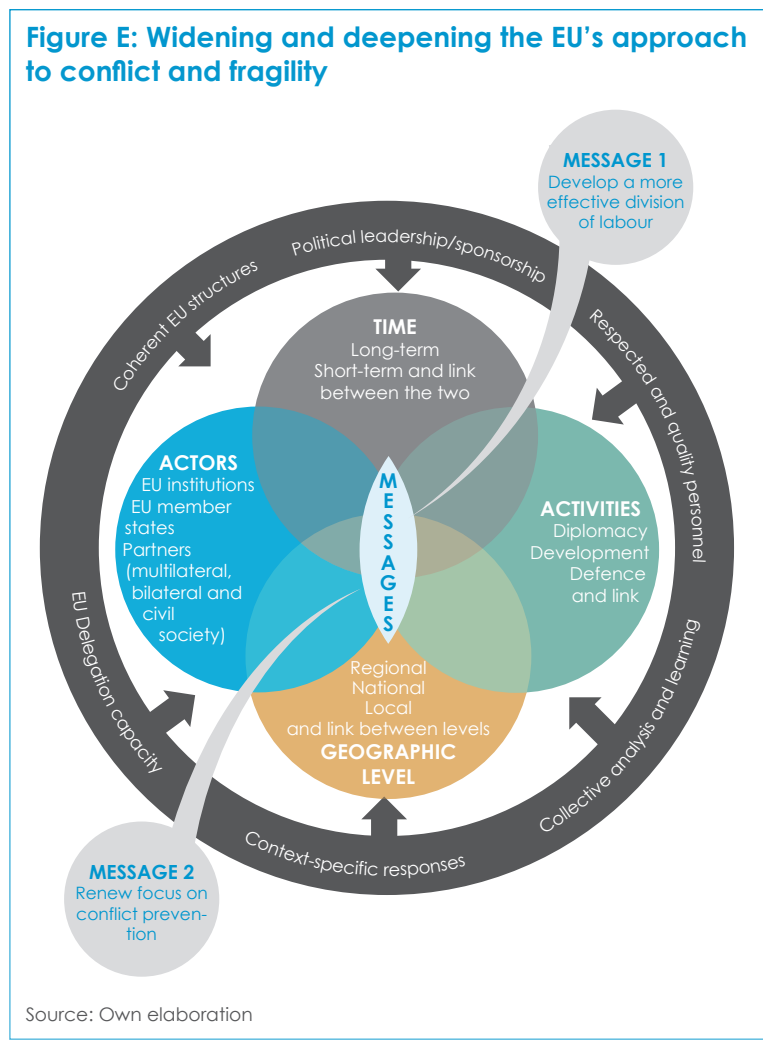 Figure E: Widening and deepening the EU's approach
to conflict and fragility
MESSAGE 1
Develop a more
effective division
of labour
Political leadership/sponsorship
Coherent EU structures
Respected and quality personnel
TIME
Long-term
Short-term and link
between the two
ACTORS
EU institutions
EU member
states
Partners
(multilateral,
bilateral and
civil
society)
MESSAGES
ACTIVITIES
Diplomacy
Development
Defence
and link
Regional
National
Local
and link between levels
GEOGRAPHIC
LEVEL
EU Delegation capacity
Collective analysis and learning
Context-specific responses
MESSAGE 2
Renew focus on
conflict preven-
tion
Source: Own elaboration